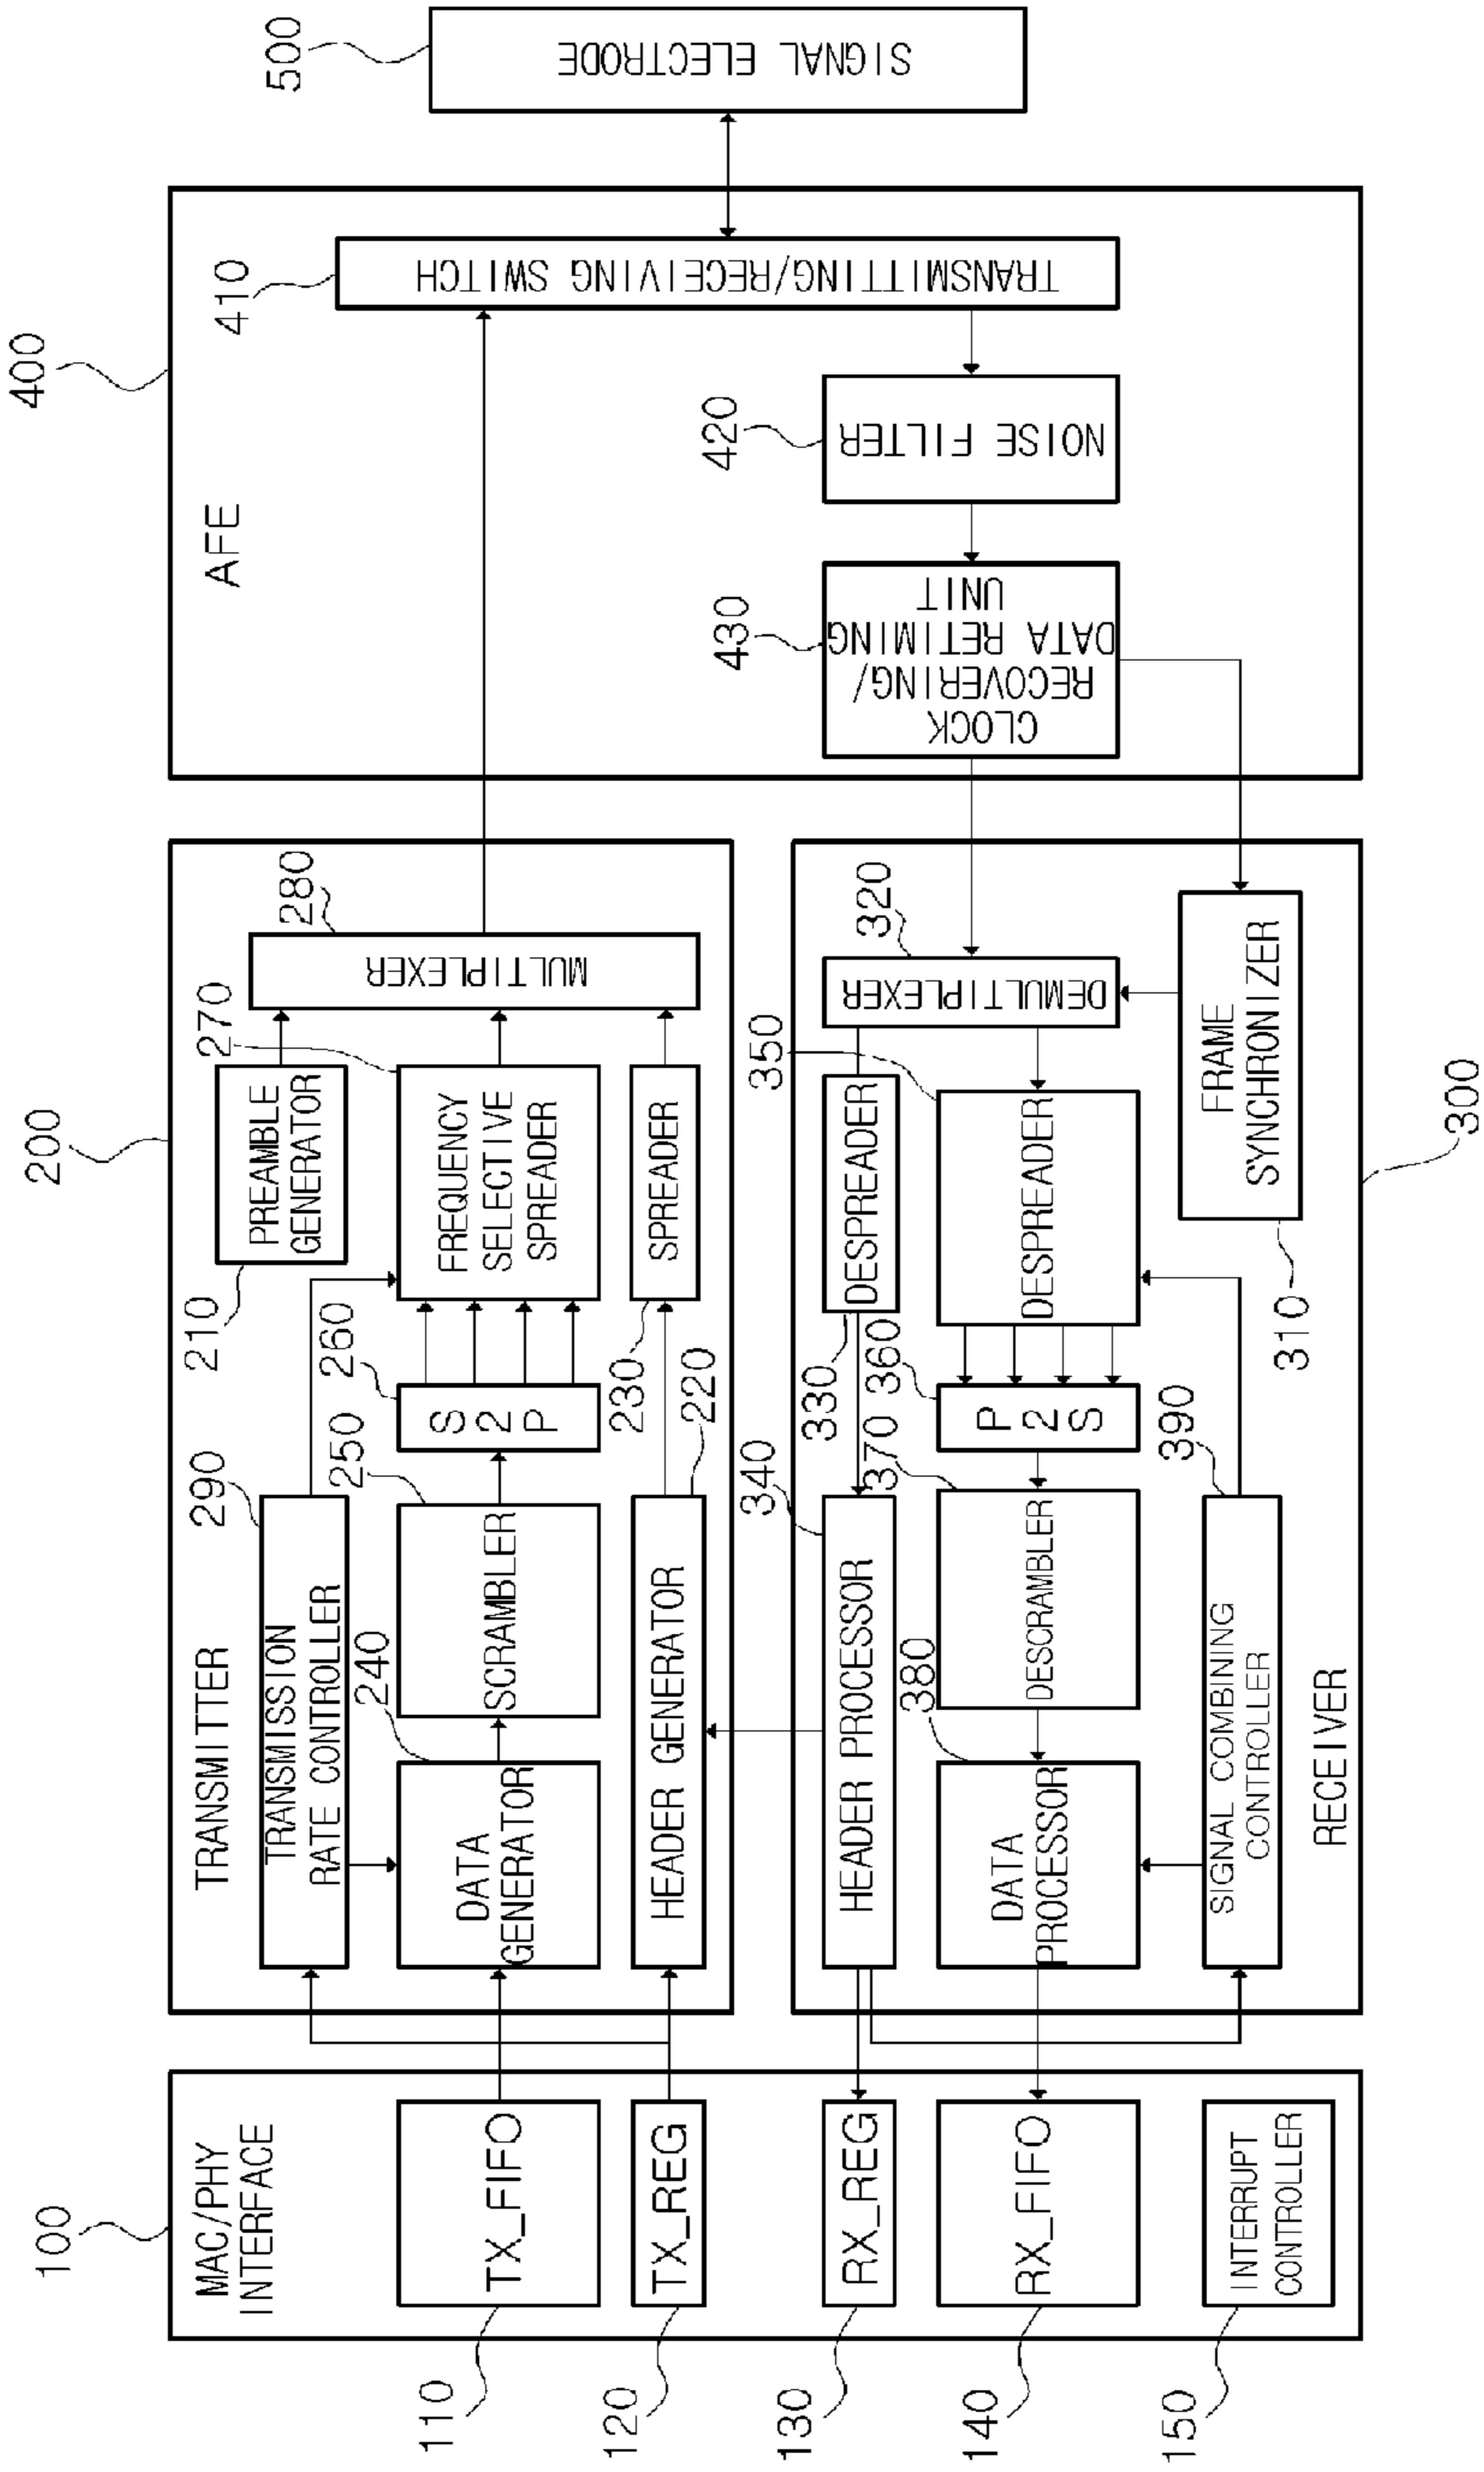 100
MAC/PHY
INTERFACE
110
TX_FIFO
120
TX_REG
130
RX_REG
140
RX_FIFO
150
INTERRUPT
CONTROLLER
200
TRANSMITTER
290
TRANSMISSION
RATE CONTROLLER
240
DATA
GENERATOR
250
SCRAMBLER
260
S
2
P
210
PREAMBLE
GENERATOR
270
FREQUENCY
SELECTIVE
SPREADER
280
MULTIPLEXER
220
HEADER GENERATOR
230
SPREADER
300
RECEIVER
340
HEADER PROCESSOR
330
DESPREADER
320
DEMULTIPLEXER
380
DATA
PROCESSOR
370
DESCRAMBLER
360
P
2
S
350
DESPREADER
390
SIGNAL COMBINING
CONTROLLER
310
FRAME
SYNCHRONIZER
400
AFE
410
TRANSMITTING/RECEIVING SWITCH
420
NOISE FILTER
430
CLOCK
RECOVERING/
DATA RETIMING
UNIT
500
SIGNAL ELECTRODE